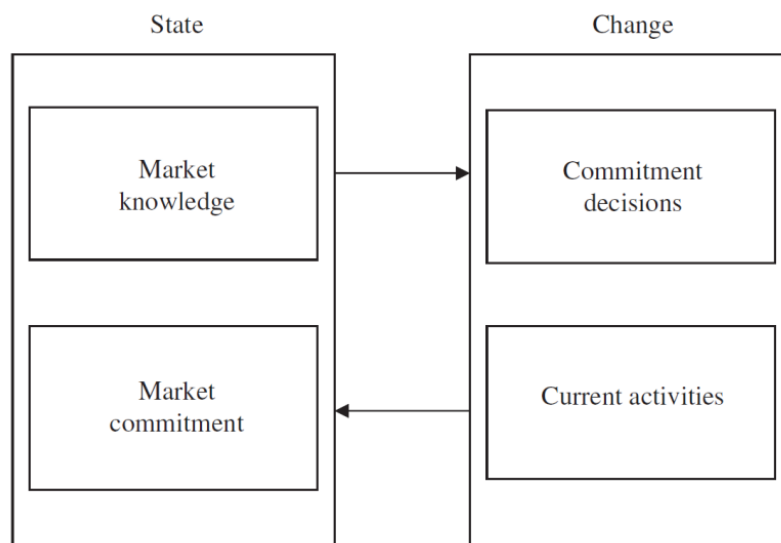 State
Change
Market
knowledge
Commitment
decisions
Market
commitment
Current activities